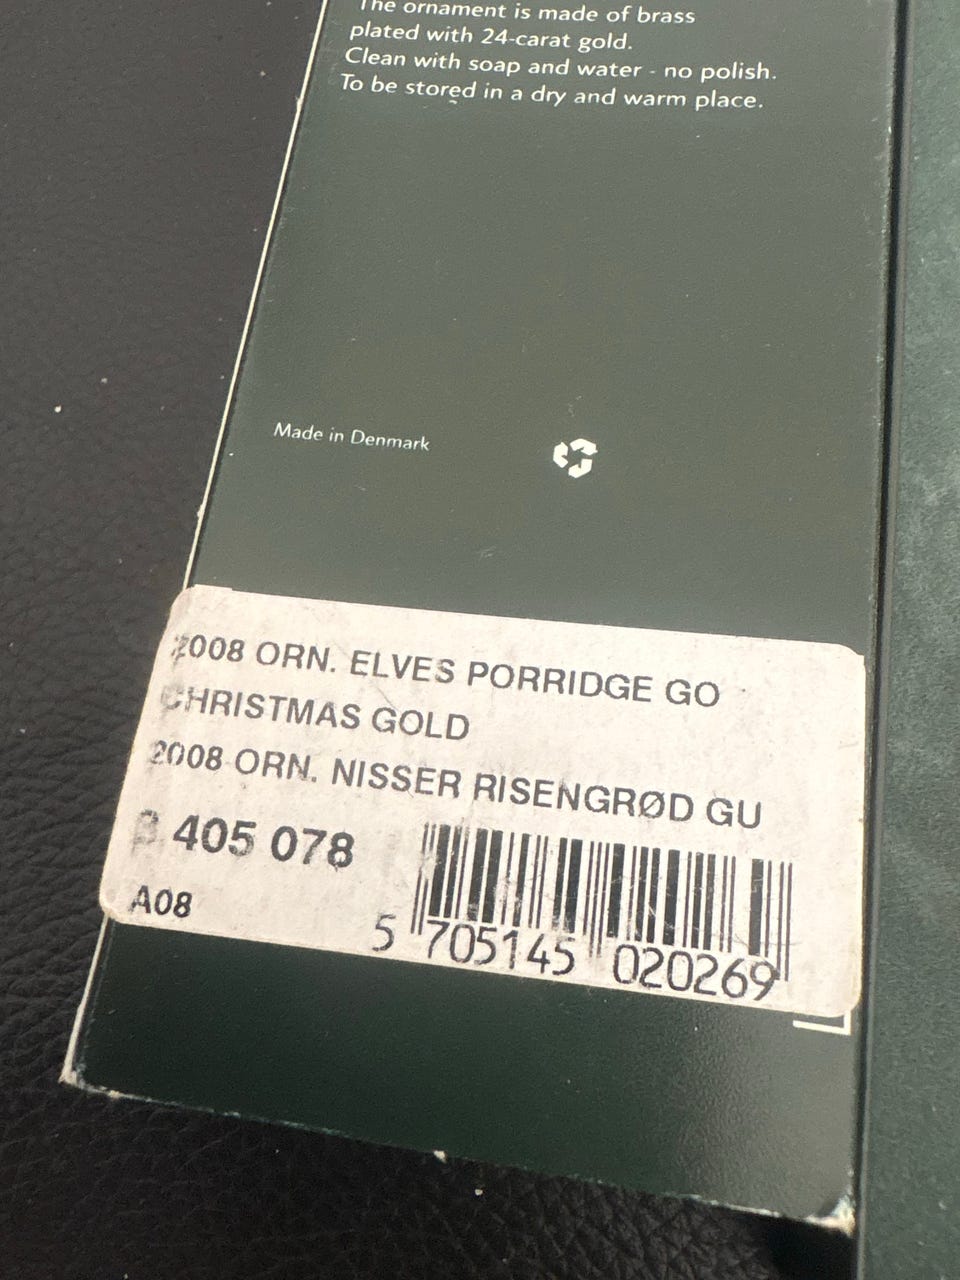 The ornament is made of brass
plated with 24-carat gold.
Clean with soap and water - no polish.
To be stored in a dry and warm place.
Made in Denmark
2008 ORN. ELVES PORRIDGE GO
CHRISTMAS GOLD
2008 ORN. NISSER RISENGRØD GU
3 405 078
A08
5 705145 020269